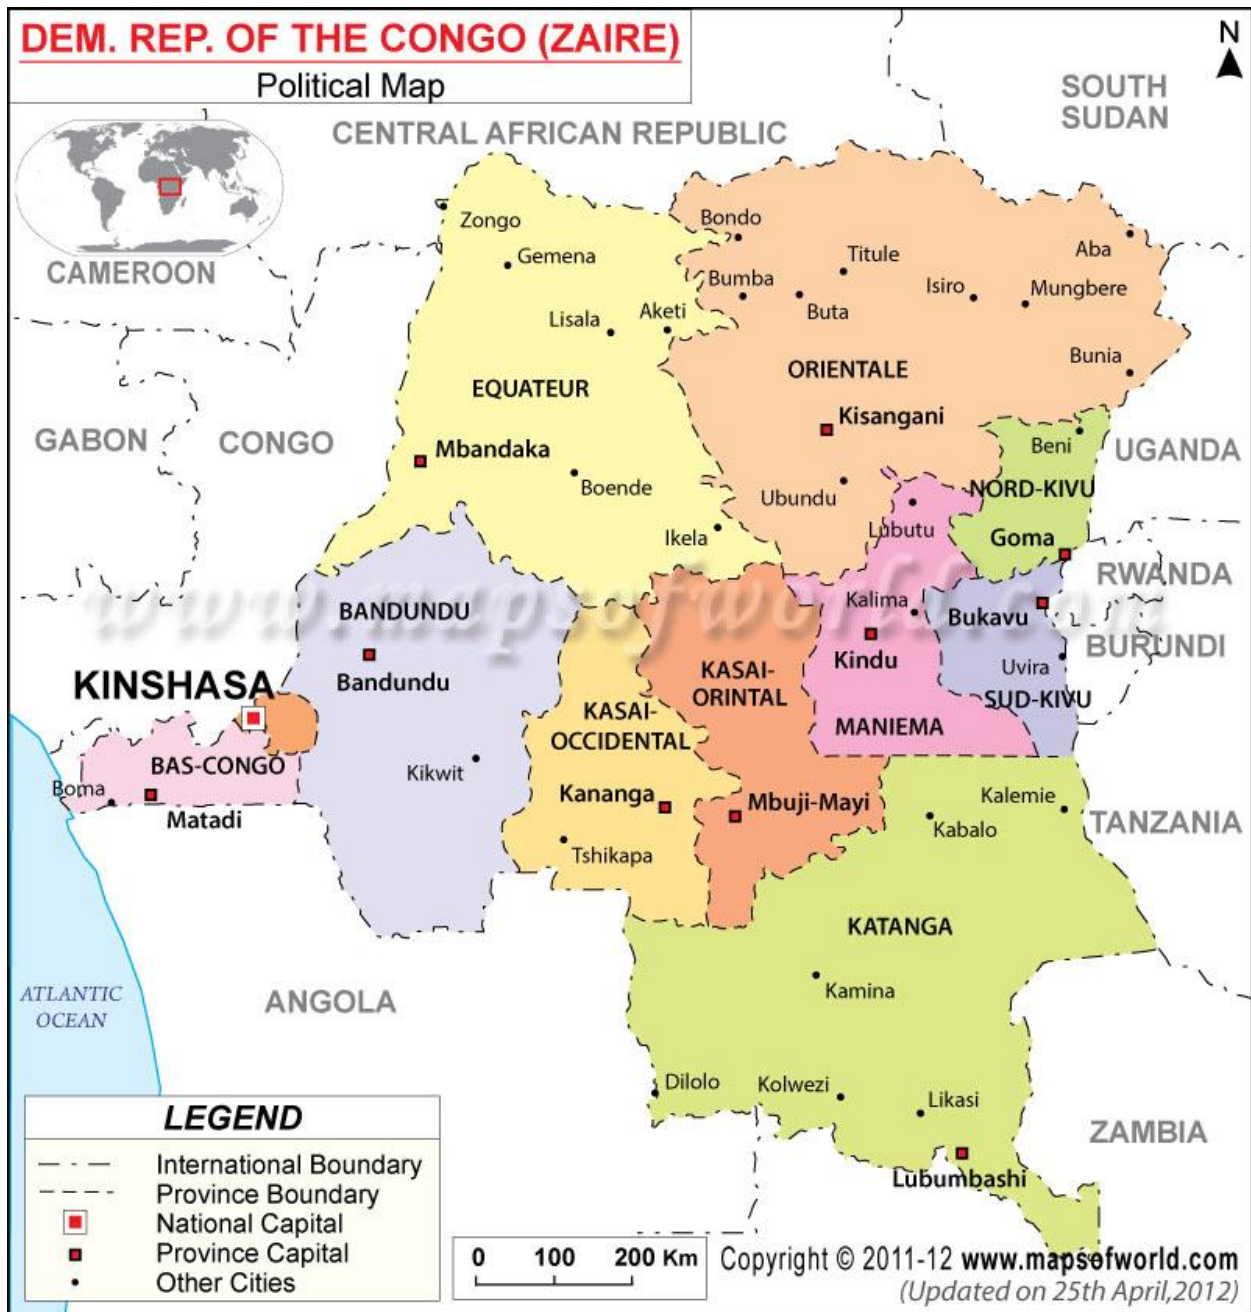 DEM. REP. OF THE CONGO (ZAIRE)
Political Map
N
SOUTH
SUDAN
CENTRAL AFRICAN REPUBLIC
CAMEROON
GABON
CONGO
UGANDA
RWANDA
BURUNDI
TANZANIA
ZAMBIA
ANGOLA
ATLANTIC
OCEAN
Zongo
Gemena
Lisala
Aketi
EQUATEUR
Mbandaka
Boende
Ikela
Bondo
Bumba
Titule
Buta
Isiro
Aba
Mungbere
Bunia
ORIENTALE
Kisangani
Ubundu
Beni
NORD-KIVU
Goma
Lubutu
Kalima
Kindu
MANIEMA
Bukavu
Uvira
SUD-KIVU
BANDUNDU
Bandundu
Kikwit
KINSHASA
BAS-CONGO
Boma
Matadi
KASAI-
OCCIDENTAL
Kananga
Tshikapa
KASAI-
ORINTAL
Mbuji-Mayi
Kalemie
Kabalo
KATANGA
Kamina
Dilolo
Kolwezi
Likasi
Lubumbashi
www.mapsofworld.com
LEGEND
International Boundary
Province Boundary
National Capital
Province Capital
Other Cities
0 100 200 Km
Copyright © 2011-12 www.mapsofworld.com
(Updated on 25th April,2012)